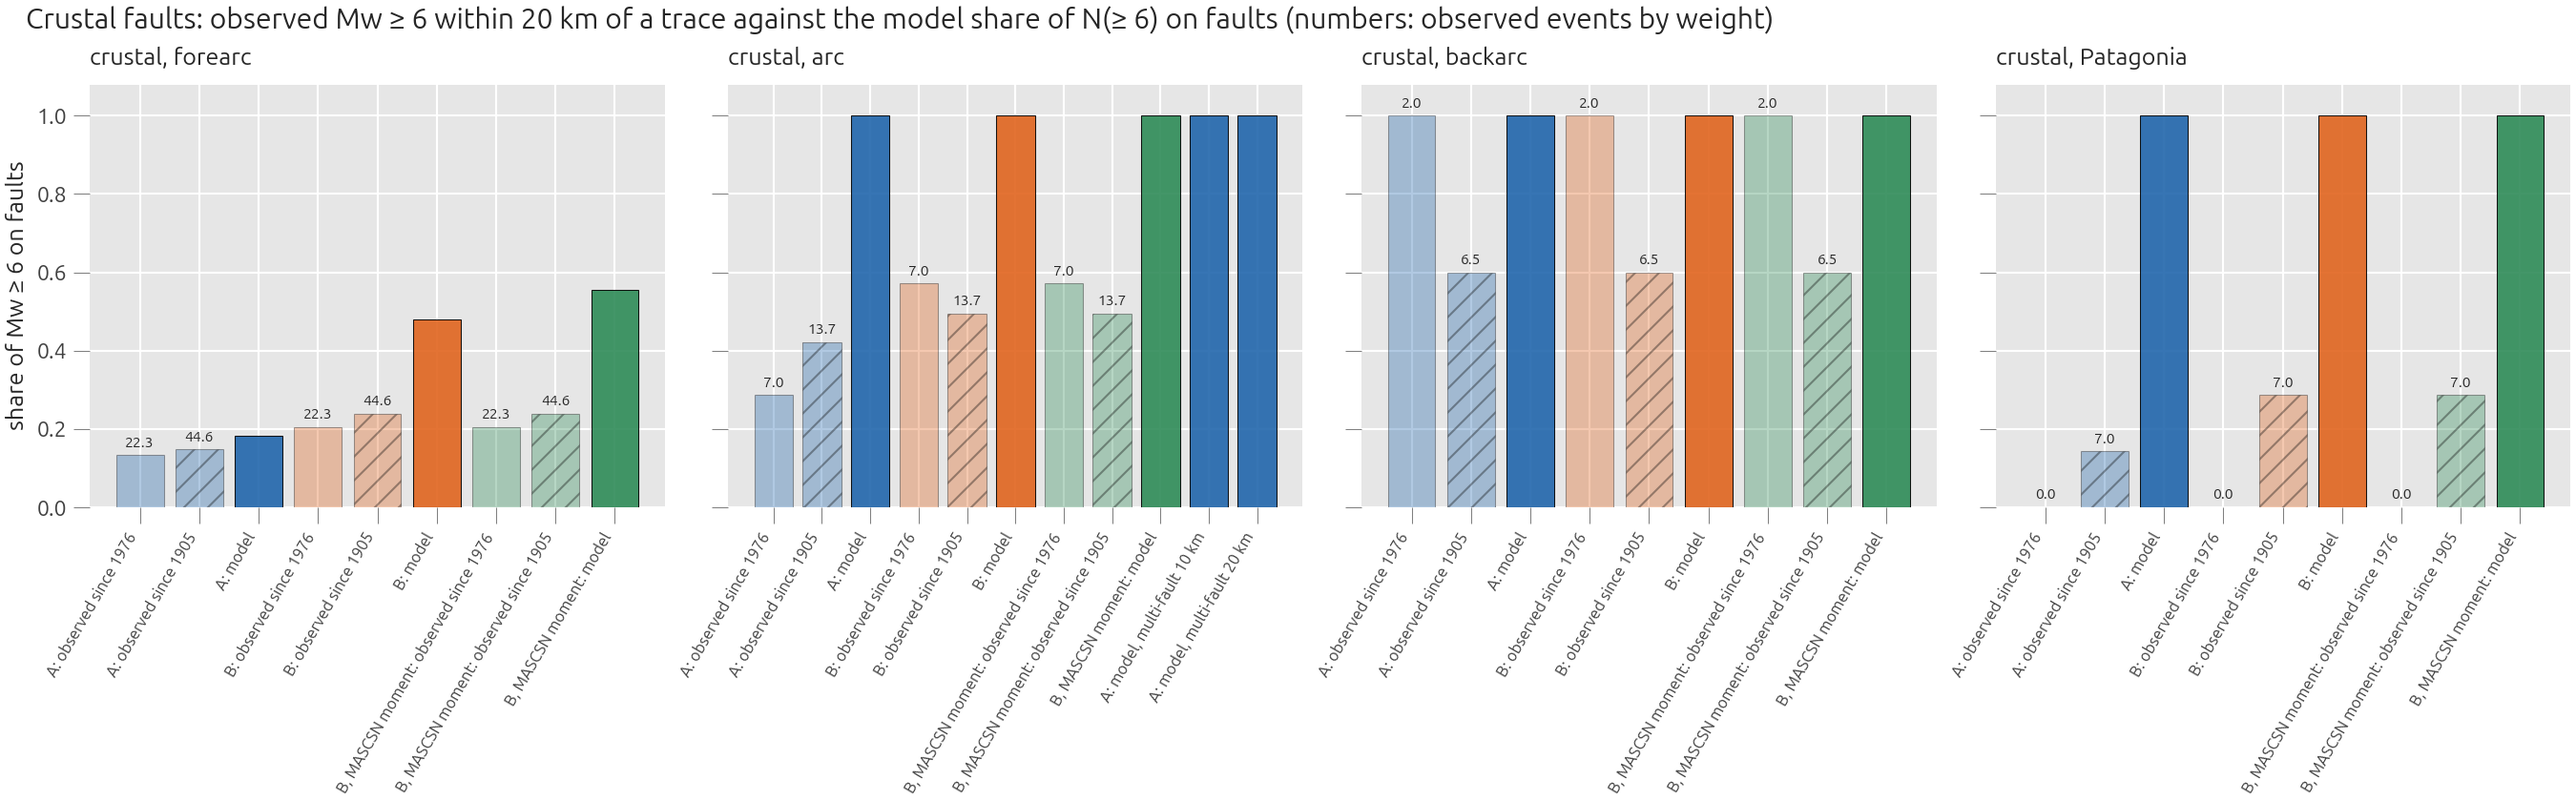 Crustal faults: observed Mw ≥ 6 within 20 km of a trace against the model share of N(≥ 6) on faults (numbers: observed events by weight)
crustal, forearc
crustal, arc
crustal, backarc
crustal, Patagonia
share of Mw ≥ 6 on faults
1.0
0.8
0.6
0.4
0.2
0.0
22.3
44.6
22.3
44.6
22.3
44.6
A: observed since 1976
A: observed since 1905
A: model
B: observed since 1976
B: observed since 1905
B: model
B, MASCSN moment: observed since 1976
B, MASCSN moment: observed since 1905
B, MASCSN moment: model
7.0
13.7
7.0
13.7
7.0
13.7
A: observed since 1976
A: observed since 1905
A: model
B: observed since 1976
B: observed since 1905
B: model
B, MASCSN moment: observed since 1976
B, MASCSN moment: observed since 1905
B, MASCSN moment: model
A: model, multi-fault 10 km
A: model, multi-fault 20 km
2.0
6.5
2.0
6.5
2.0
6.5
A: observed since 1976
A: observed since 1905
A: model
B: observed since 1976
B: observed since 1905
B: model
B, MASCSN moment: observed since 1976
B, MASCSN moment: observed since 1905
B, MASCSN moment: model
0.0
7.0
0.0
7.0
0.0
7.0
A: observed since 1976
A: observed since 1905
A: model
B: observed since 1976
B: observed since 1905
B: model
B, MASCSN moment: observed since 1976
B, MASCSN moment: observed since 1905
B, MASCSN moment: model